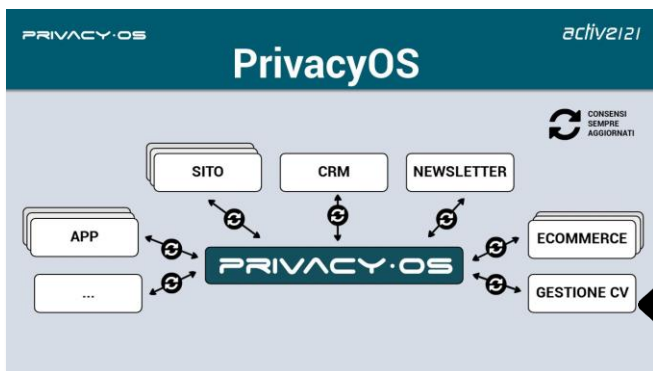 PRIVACY·OS
active121
PrivacyOS
CONSENSI
SEMPRE
AGGIORNATI
SITO
CRM
NEWSLETTER
APP
ECOMMERCE
PRIVACY·OS
...
GESTIONE CV